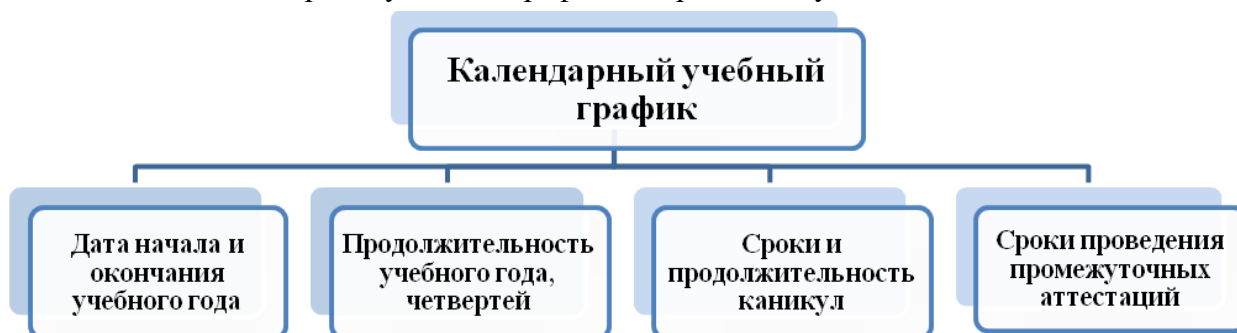 Календарный учебный
график
Дата начала и
окончания
учебного года
Продолжительность
учебного года,
четвертей
Сроки и
продолжительность
каникул
Сроки проведения
промежуточных
аттестаций